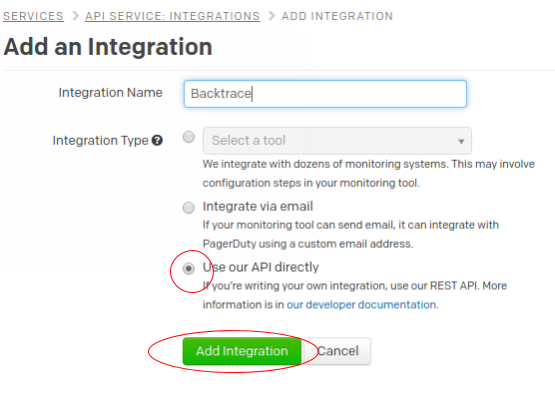 SERVICES > API SERVICE: INTEGRATIONS > ADD INTEGRATION
Add an Integration
Integration Name Backtrace
Integration Type ? Select a tool
We integrate with dozens of monitoring systems. This may involve
configuration steps in your monitoring tool.
Integrate via email
If your monitoring tool can send email, it can integrate with
PagerDuty using a custom email address.
Use our API directly
If you're writing your own integration, use our REST API. More
information is in our developer documentation.
Add Integration Cancel